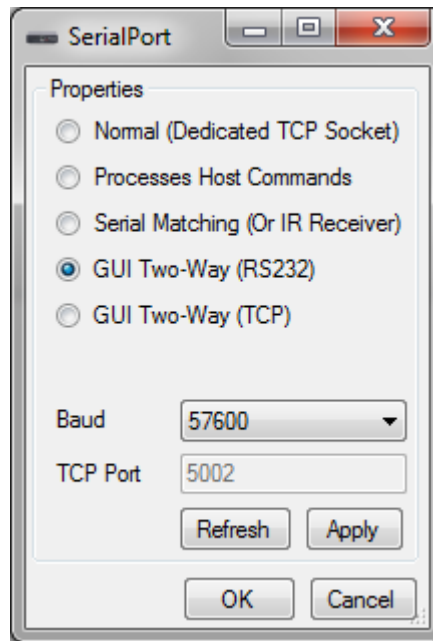 SerialPort
Properties
Normal (Dedicated TCP Socket)
Processes Host Commands
Serial Matching (Or IR Receiver)
GUI Two-Way (RS232)
GUI Two-Way (TCP)
Baud 57600
TCP Port 5002
Refresh Apply
OK Cancel